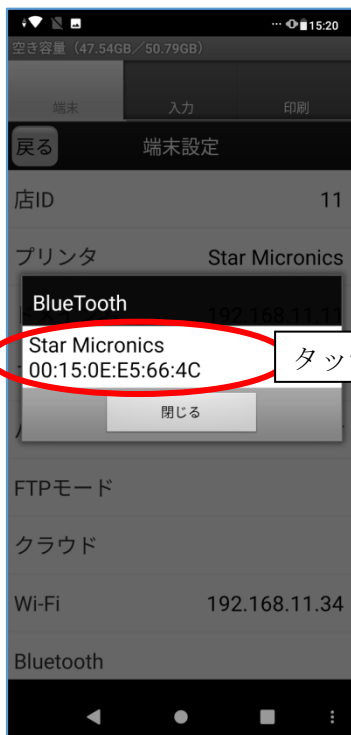 15:20
空き容量（47.54GB／50.79GB）
端末 入力 印刷
戻る 端末設定
店ID 11
プリンタ Star Micronics
192.168.11.11
BlueTooth
Star Micronics
00:15:0E:E5:66:4C
タッ
閉じる
FTPモード
クラウド
Wi-Fi 192.168.11.34
Bluetooth